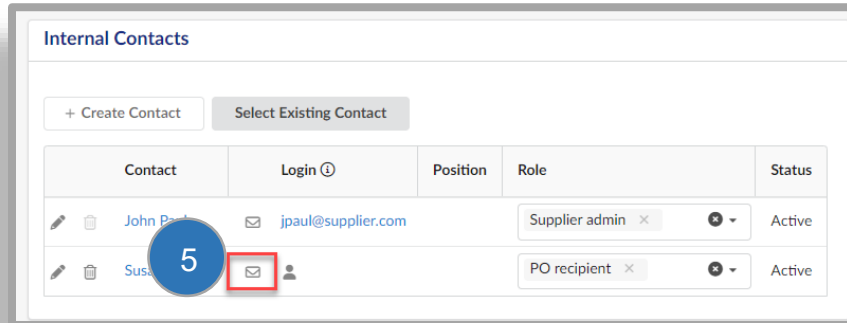 Internal Contacts
+ Create Contact Select Existing Contact
Contact Login Position Role Status
John jpaul@supplier.com Supplier admin × Active
5
PO recipient × Active